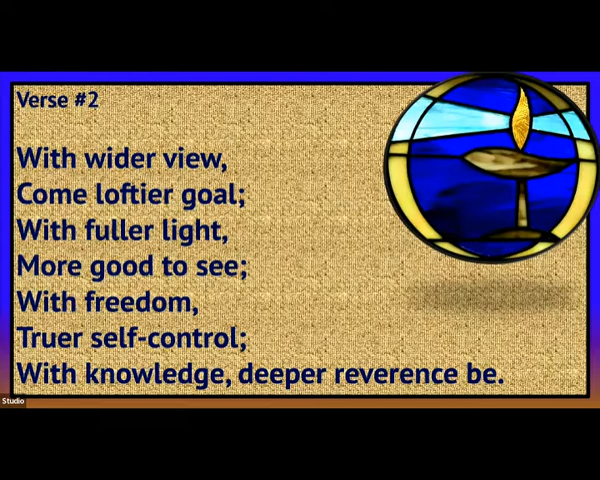 Verse #2
With wider view,
Come loftier goal;
With fuller light,
More good to see;
With freedom,
Truer self-control;
With knowledge, deeper reverence be.
Studio